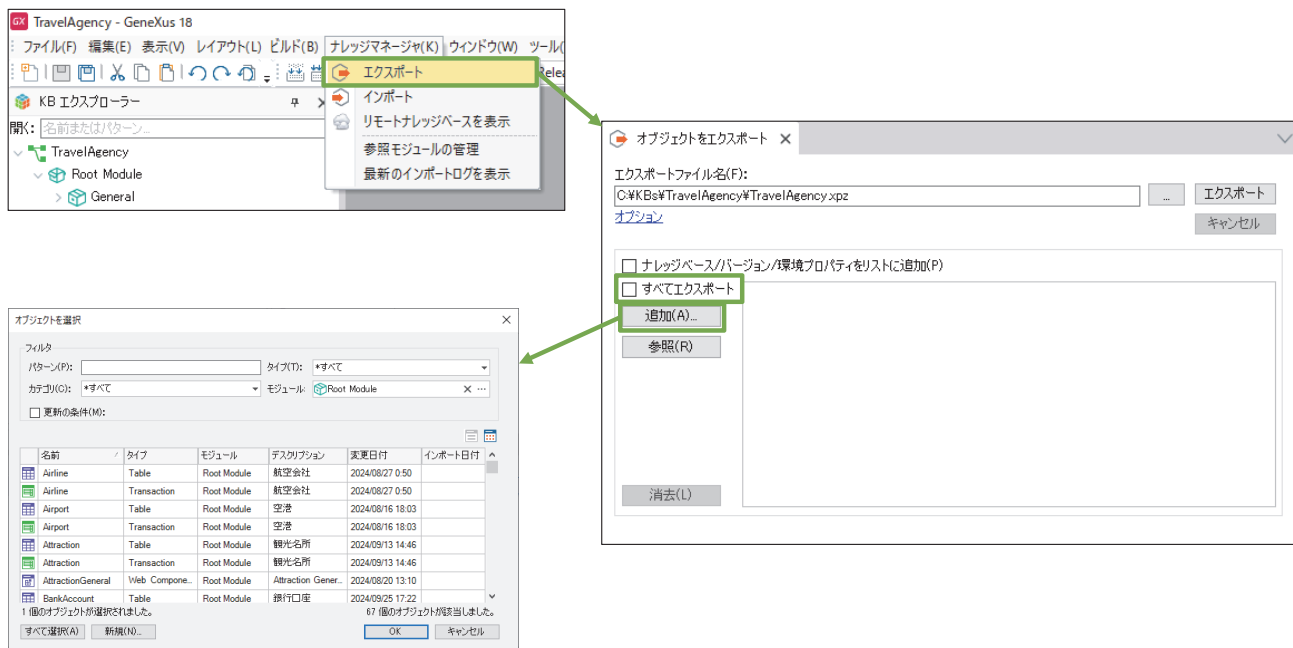 TravelAgency - GeneXus 18
ファイル(F) 編集(E) 表示(V) レイアウト(L) ビルド(B) ナレッジマネージャ(K) ウィンドウ(W) ツール(
エクスポート
Relea
インポート
リモートナレッジベースを表示
参照モジュールの管理
最新のインポートログを表示
KB エクスプローラー
開く: 名前またはパターン...
TravelAgency
Root Module
General
オブジェクトをエクスポート
エクスポートファイル名(F):
C:¥KBs¥TravelAgency¥TravelAgency.xpz ... エクスポート
オプション キャンセル
ナレッジベース/バージョン/環境プロパティをリストに追加(P)
すべてエクスポート
追加(A)...
参照(R)
消去(L)
オブジェクトを選択
フィルタ
パターン(P): タイプ(T): *すべて
カテゴリ(C): *すべて モジュール: Root Module
更新の条件(M):
名前 タイプ モジュール デスクリプション 変更日付 インポート日付
Airline Table Root Module 航空会社 2024/08/27 0:50
Airline Transaction Root Module 航空会社 2024/08/27 0:50
Airport Table Root Module 空港 2024/08/16 18:03
Airport Transaction Root Module 空港 2024/08/16 18:03
Attraction Table Root Module 観光名所 2024/09/13 14:46
Attraction Transaction Root Module 観光名所 2024/09/13 14:46
AttractionGeneral Web Compone... Root Module Attraction Gener... 2024/08/20 13:10
BankAccount Table Root Module 銀行口座 2024/09/25 17:22
1 個のオブジェクトが選択されました。 67 個のオブジェクトが該当しました。
すべて選択(A) 新規(N)... OK キャンセル